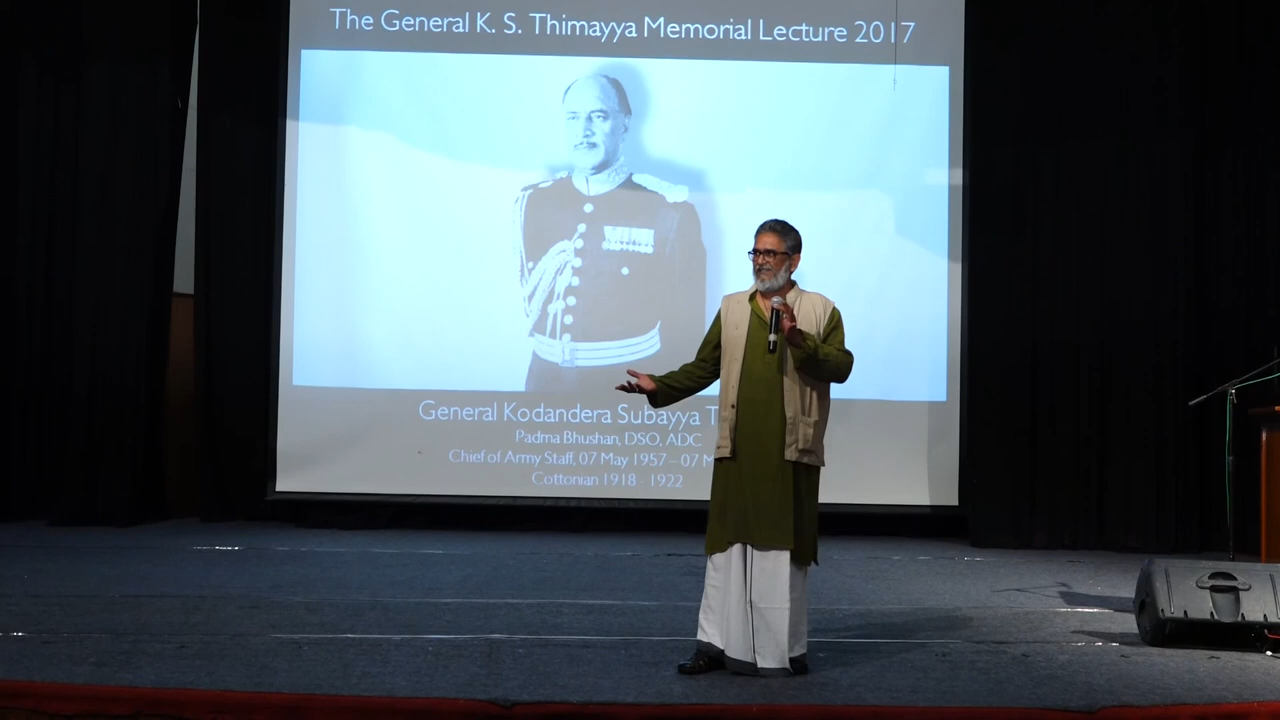 The General K. S. Thimayya Memorial Lecture 2017
General Kodandera Subayya T
Padma Bhushan, DSO, ADC
Chief of Army Staff, 07 May 1957 – 07 M
Cottonian 1918 - 1922